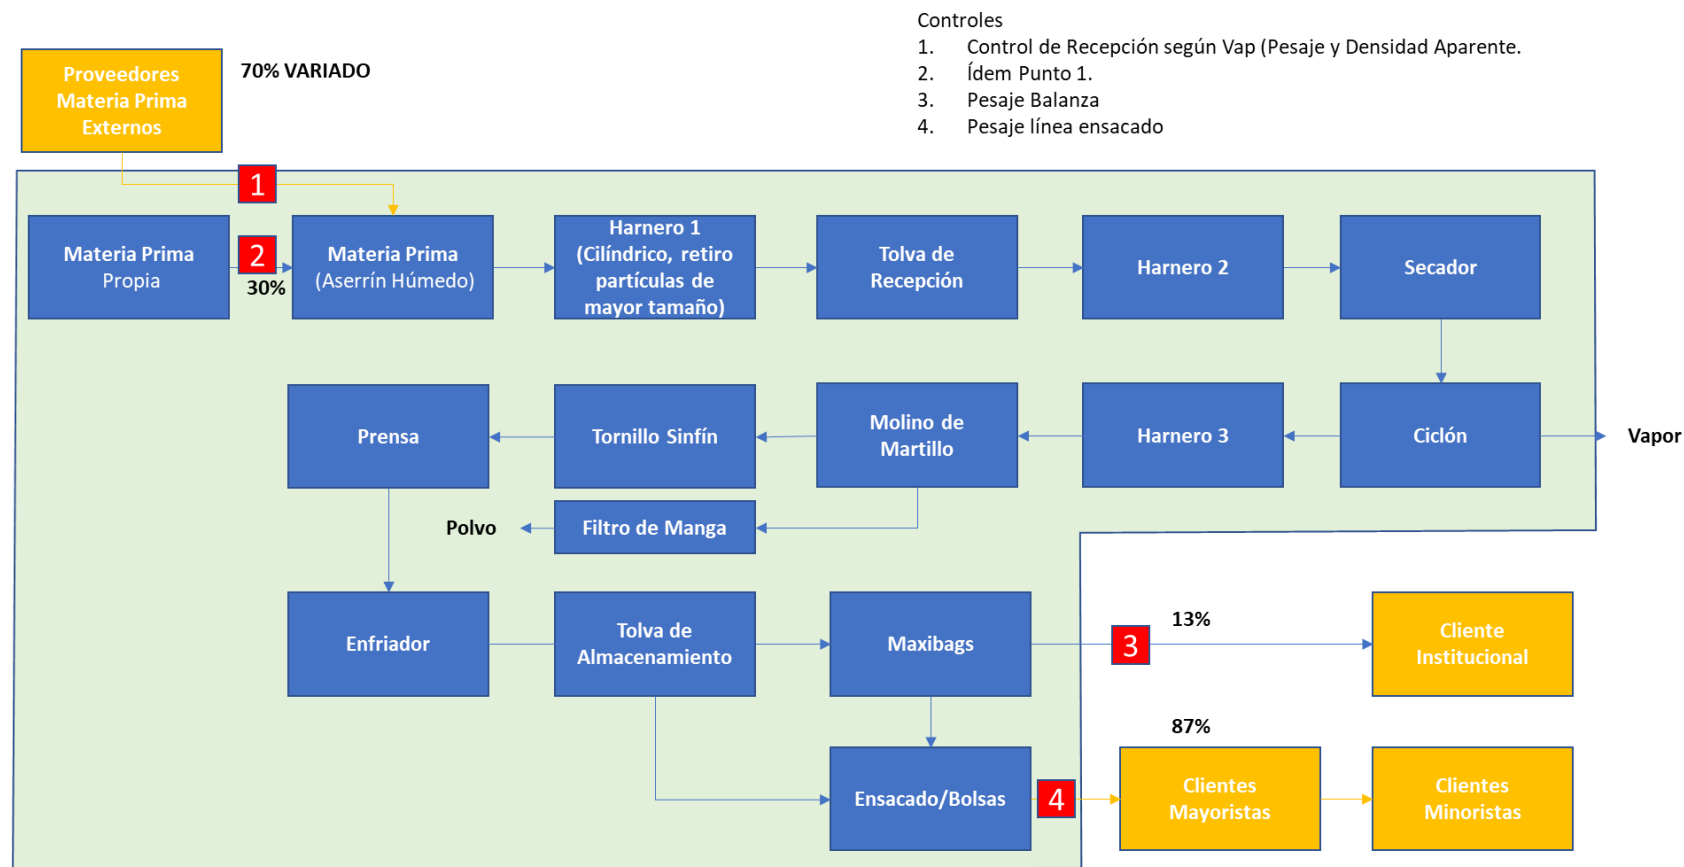 Controles
1. Control de Recepción según Vap (Pesaje y Densidad Aparente.
2. Ídem Punto 1.
3. Pesaje Balanza
4. Pesaje línea ensacado
Proveedores
Materia Prima
Externos
70% VARIADO
1
Materia Prima
Propia
2
30%
Materia Prima
(Aserrín Húmedo)
Harnero 1
(Cilíndrico, retiro
partículas de
mayor tamaño)
Tolva de
Recepción
Harnero 2
Secador
Prensa
Tornillo Sinfín
Molino de
Martillo
Harnero 3
Ciclón
Vapor
Polvo
Filtro de Manga
Enfriador
Tolva de
Almacenamiento
Maxibags
3
13%
Cliente
Institucional
87%
Ensacado/Bolsas
4
Clientes
Mayoristas
Clientes
Minoristas